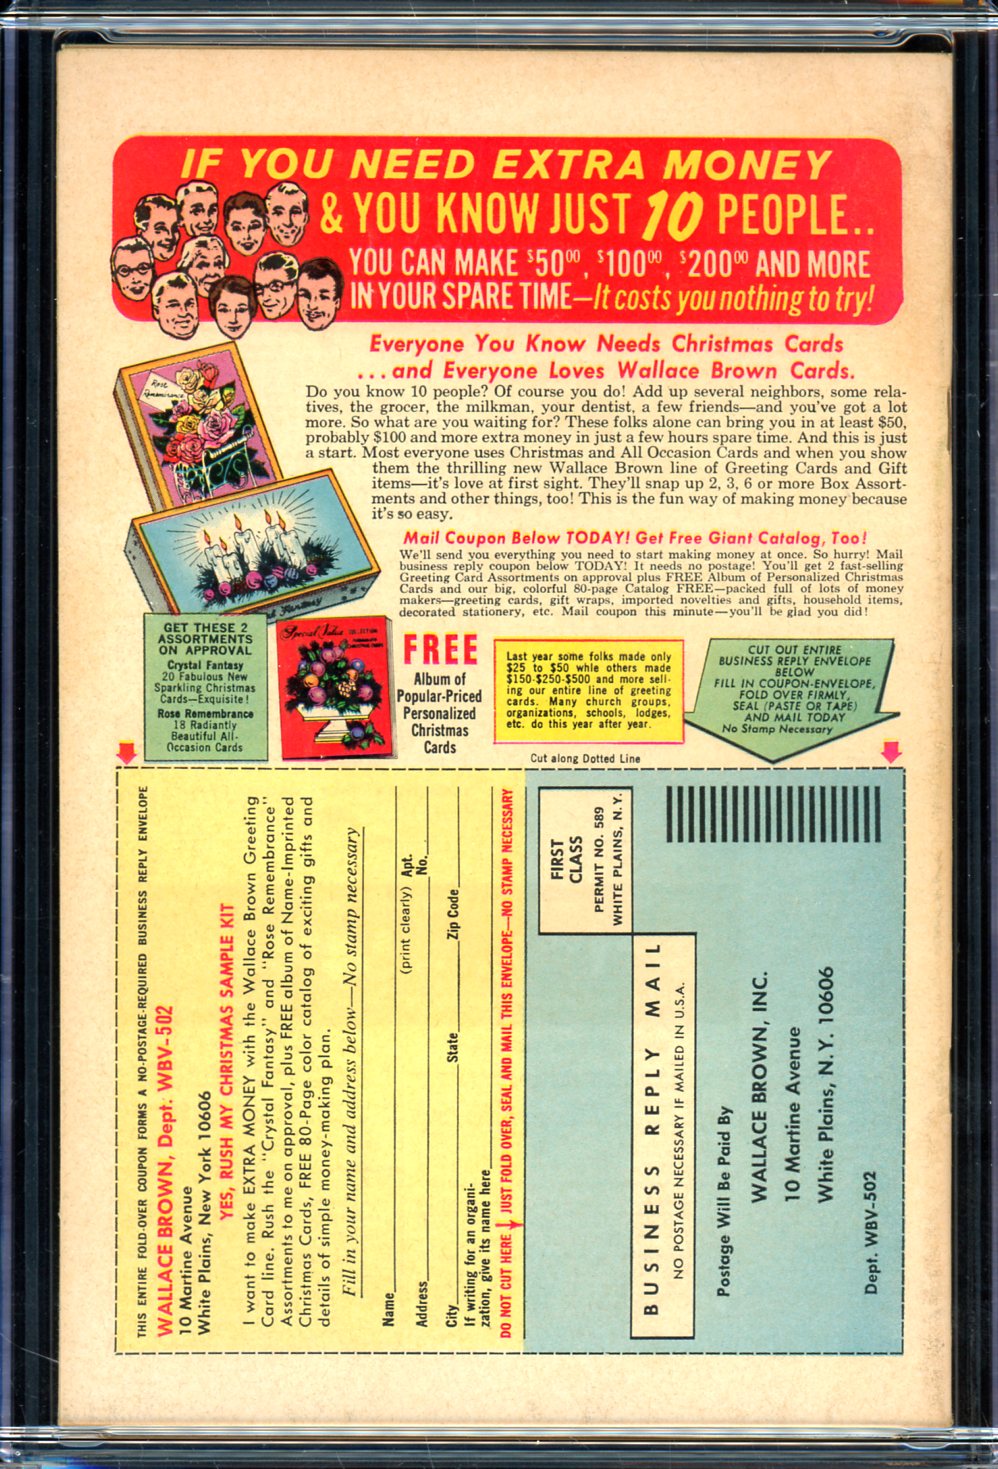 IF YOU NEED EXTRA MONEY
& YOU KNOW JUST 10 PEOPLE..
YOU CAN MAKE $50⁰⁰, $100⁰⁰, $200⁰⁰ AND MORE
IN YOUR SPARE TIME—It costs you nothing to try!
Everyone You Know Needs Christmas Cards
...and Everyone Loves Wallace Brown Cards.
Do you know 10 people? Of course you do! Add up several neighbors, some rela-
tives, the grocer, the milkman, your dentist, a few friends—and you've got a lot
more. So what are you waiting for? These folks alone can bring you in at least $50,
probably $100 and more extra money in just a few hours spare time. And this is just
a start. Most everyone uses Christmas and All Occasion Cards and when you show
them the thrilling new Wallace Brown line of Greeting Cards and Gift
items—it's love at first sight. They'll snap up 2, 3, 6 or more Box Assort-
ments and other things, too! This is the fun way of making money because
it's so easy.
Rose
Remembrance
Mail Coupon Below TODAY! Get Free Giant Catalog, Too!
We'll send you everything you need to start making money at once. So hurry! Mail
business reply coupon below TODAY! It needs no postage! You'll get 2 fast-selling
Greeting Card Assortments on approval plus FREE Album of Personalized Christmas
Cards and our big, colorful 80-page Catalog FREE—packed full of lots of money
makers—greeting cards, gift wraps, imported novelties and gifts, household items,
decorated stationery, etc. Mail coupon this minute—you'll be glad you did!
GET THESE 2
ASSORTMENTS
ON APPROVAL
Crystal Fantasy
20 Fabulous New
Sparkling Christmas
Cards—Exquisite!
Rose Remembrance
18 Radiantly
Beautiful All-
Occasion Cards
Fantasy
Special Value COLLECTION
FREE
Album of
Popular-Priced
Personalized
Christmas
Cards
Last year some folks made only
$25 to $50 whle others made
$150-$250-$500 and more sell-
ing our entire line of greeting
cards. Many church groups,
organizations, schools, lodges,
etc. do this year after year.
CUT OUT ENTIRE
BUSINESS REPLY ENVELOPE
BELOW
FILL IN COUPON-ENVELOPE,
FOLD OVER FIRMLY,
SEAL (PASTE OR TAPE)
AND MAIL TODAY
No Stamp Necessary
Cut along Dotted Line
THIS ENTIRE FOLD-OVER COUPON FORMS A NO-POSTAGE-REQUIRED BUSINESS REPLY ENVELOPE
WALLACE BROWN, Dept. WBV-502
10 Martine Avenue
White Plains, New York 10606
YES, RUSH MY CHRISTMAS SAMPLE KIT
I want to make EXTRA MONEY with the Wallace Brown Greeting
Card line. Rush the "Crystal Fantasy" and "Rose Remembrance"
Assortments to me on approval, plus FREE album of Name-Imprinted
Christmas Cards, FREE 80-Page color catalog of exciting gifts and
details of simple money-making plan.
Fill in your name and address below—No stamp necessary
Name
(print clearly) Apt.
Address No.
City State Zip Code
If writing for an organi-
zation, give its name here
DO NOT CUT HERE JUST FOLD OVER, SEAL AND MAIL THIS ENVELOPE—NO STAMP NECESSARY
FIRST
CLASS
PERMIT NO. 589
WHITE PLAINS, N.Y.
BUSINESS REPLY MAIL
NO POSTAGE NECESSARY IF MAILED IN U.S.A.
Postage Will Be Paid By
WALLACE BROWN, INC.
10 Martine Avenue
White Plains, N.Y. 10606
Dept. WBV-502